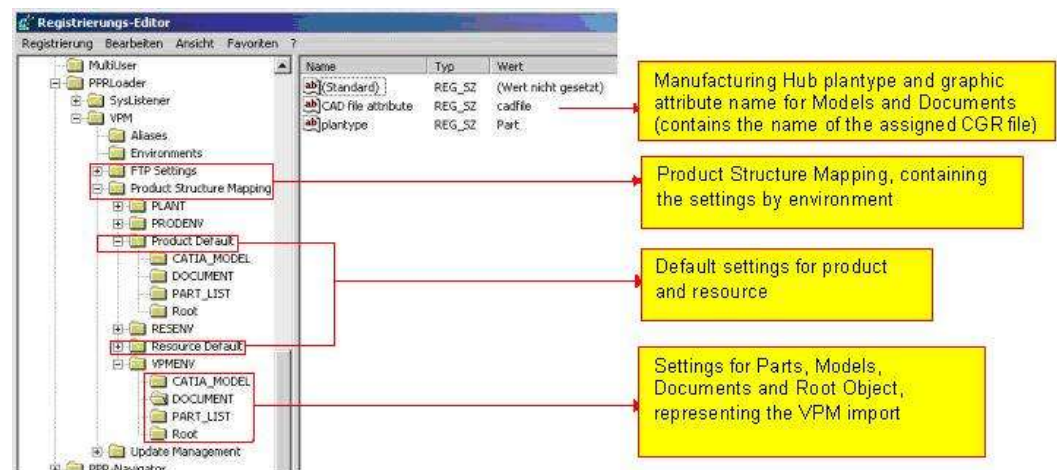 Registrierungs-Editor
Registrierung Bearbeiten Ansicht Favoriten ?
MultiUser
PPRLoader
SysListener
VPM
Aliases
Environments
FTP Settings
Product Structure Mapping
PLANT
PRODENV
Product Default
CATIA_MODEL
DOCUMENT
PART_LIST
Root
RESENV
Resource Default
VPMENV
CATIA_MODEL
DOCUMENT
PART_LIST
Root
Update Management
PPR-Navigator
Name Typ Wert
(Standard) REG_SZ (Wert nicht gesetzt)
CAD file attribute REG_SZ cadfile
plantype REG_SZ Part
Manufacturing Hub plantype and graphic
attribute name for Models and Documents
(contains the name of the assigned CGR file)
Product Structure Mapping, containing
the settings by environment
Default settings for product
and resource
Settings for Parts, Models,
Documents and Root Object,
representing the VPM import